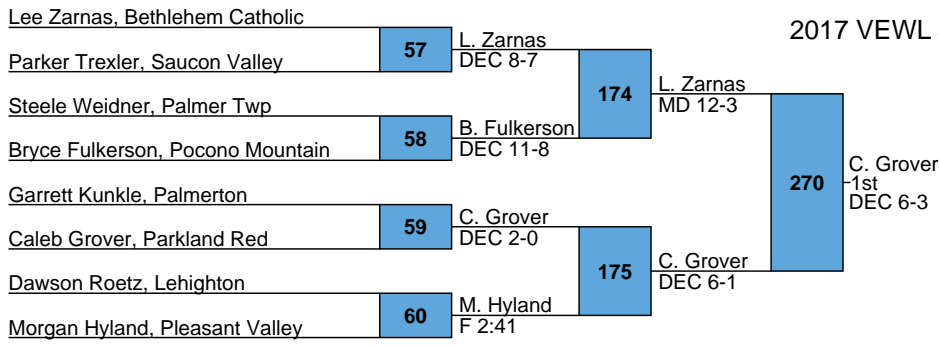 2017 VEWL
Lee Zarnas, Bethlehem Catholic
57
L. Zarnas
DEC 8-7
Parker Trexler, Saucon Valley
174
L. Zarnas
MD 12-3
Steele Weidner, Palmer Twp
58
B. Fulkerson
DEC 11-8
Bryce Fulkerson, Pocono Mountain
270
C. Grover
1st
DEC 6-3
Garrett Kunkle, Palmerton
59
C. Grover
DEC 2-0
Caleb Grover, Parkland Red
175
C. Grover
DEC 6-1
Dawson Roetz, Lehighton
60
M. Hyland
F 2:41
Morgan Hyland, Pleasant Valley